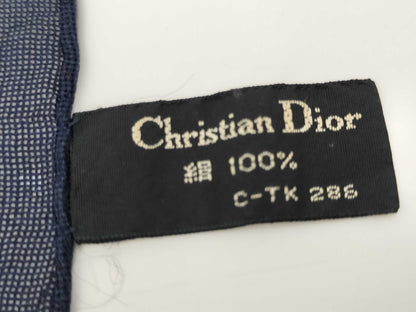 Christian Dior
絹 100%
C-TK 286